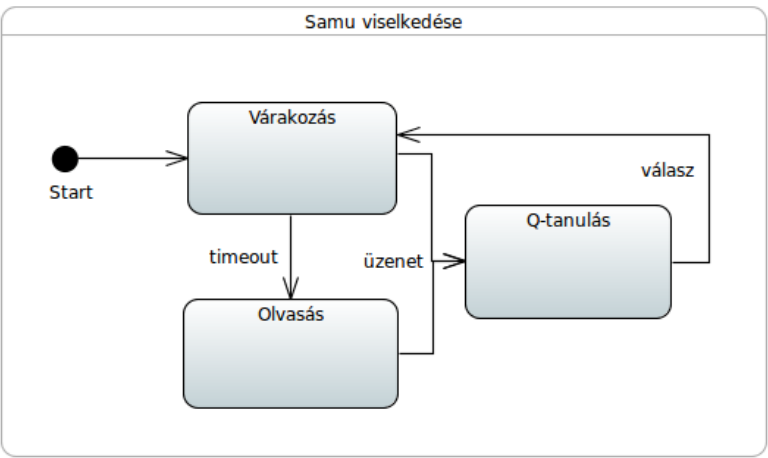 Samu viselkedése
Várakozás
Start
válasz
Q-tanulás
timeout
üzenet
Olvasás